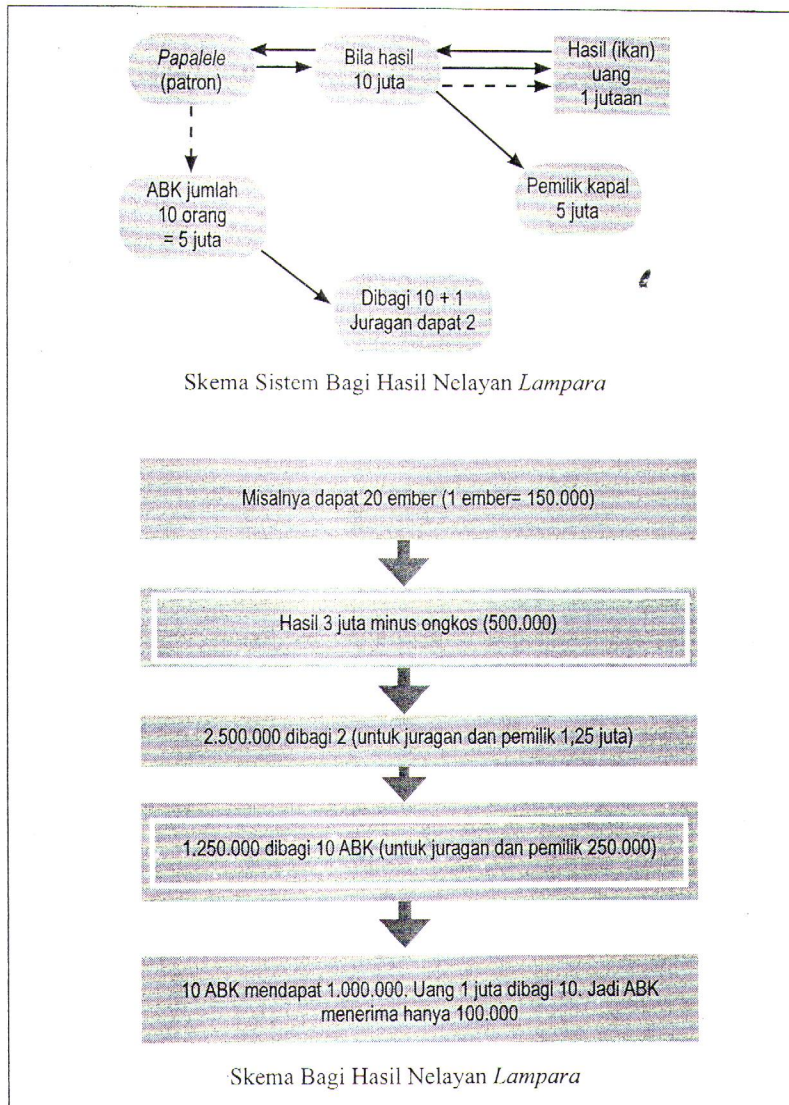 Papalele
(patron)
Bila hasil
10 juta
Hasil (ikan)
uang
1 jutaan
ABK jumlah
10 orang
= 5 juta
Pemilik kapal
5 juta
Dibagi 10 + 1
Juragan dapat 2
Skema Sistem Bagi Hasil Nelayan Lampara
Misalnya dapat 20 ember (1 ember= 150.000)
Hasil 3 juta minus ongkos (500.000)
2.500.000 dibagi 2 (untuk juragan dan pemilik 1,25 juta)
1.250.000 dibagi 10 ABK (untuk juragan dan pemilik 250.000)
10 ABK mendapat 1.000.000. Uang 1 juta dibagi 10. Jadi ABK
menerima hanya 100.000
Skema Bagi Hasil Nelayan Lampara